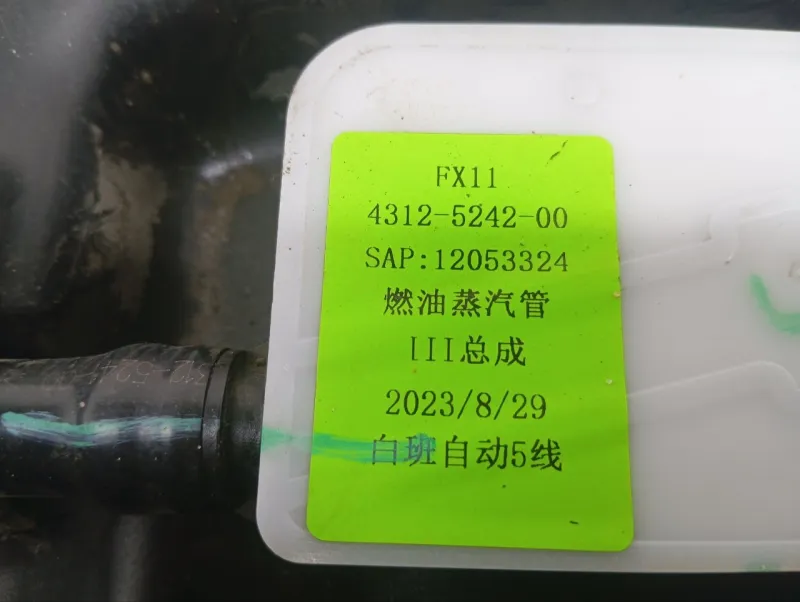 FX11
4312-5242-00
SAP:12053324
燃油蒸汽管
III总成
2023/8/29
白班自动5线